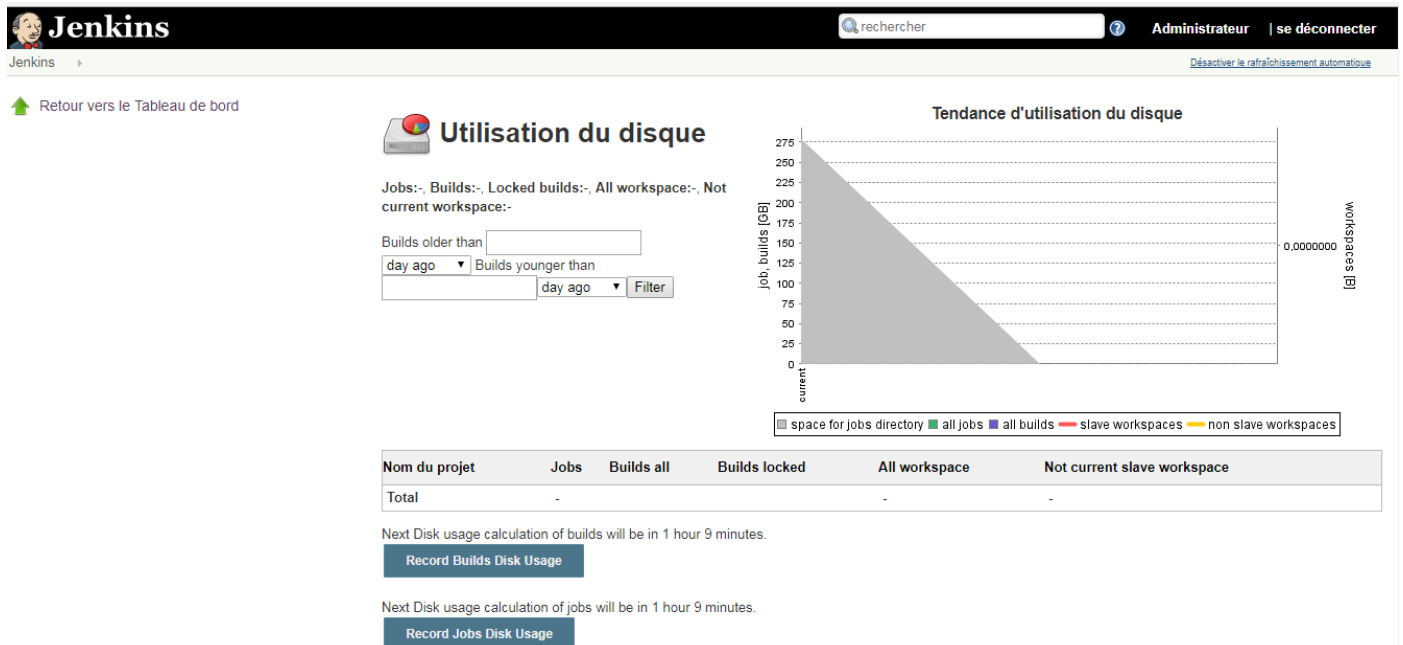 Jenkins
rechercher
Administrateur | se déconnecter
Jenkins
Désactiver le rafraîchissement automatique
Retour vers le Tableau de bord
Utilisation du disque
Jobs:-, Builds:-, Locked builds:-, All workspace:-, Not
current workspace:-
Builds older than
day ago Builds younger than
day ago Filter
Tendance d'utilisation du disque
275
250
225
200
175
150
125
100
75
50
25
0
job, builds [GB]
current
0,0000000
workspaces [B]
space for jobs directory all jobs all builds slave workspaces non slave workspaces
Nom du projet Jobs Builds all Builds locked All workspace Not current slave workspace
Total - - -
Next Disk usage calculation of builds will be in 1 hour 9 minutes.
Record Builds Disk Usage
Next Disk usage calculation of jobs will be in 1 hour 9 minutes.
Record Jobs Disk Usage